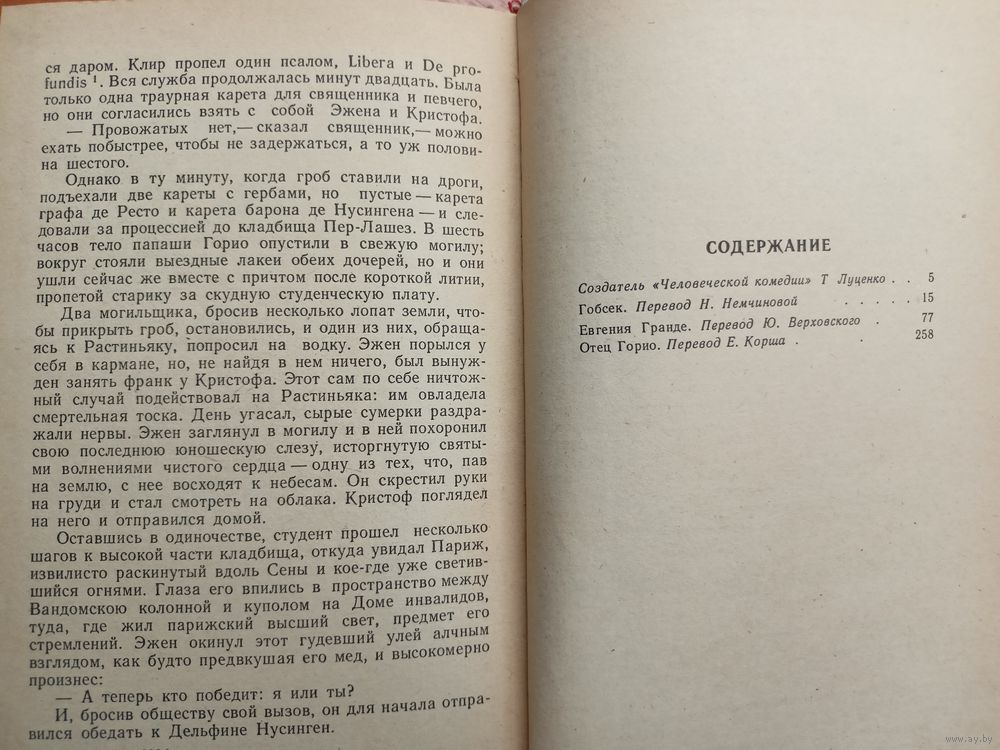 ся даром. Клир пропел один псалом, Libera и De pro-
fundis ¹. Вся служба продолжалась минут двадцать. Была
только одна траурная карета для священника и певчего,
но они согласились взять с собой Эжена и Кристофа.
— Провожатых нет,— сказал священник,— можно
ехать побыстрее, чтобы не задержаться, а то уж полови-
на шестого.
Однако в ту минуту, когда гроб ставили на дроги,
подъехали две кареты с гербами, но пустые — карета
графа де Ресто и карета барона де Нусингена — и сле-
довали за процессией до кладбища Пер-Лашез. В шесть
часов тело папаши Горио опустили в свежую могилу;
вокруг стояли выездные лакеи обеих дочерей, но и они
ушли сейчас же вместе с причтом после короткой литии,
пропетой старику за скудную студенческую плату.
Два могильщика, бросив несколько лопат земли, что-
бы прикрыть гроб, остановились, и один из них, обраща-
ясь к Растиньяку, попросил на водку. Эжен порылся у
себя в кармане, но, не найдя в нем ничего, был вынуж-
ден занять франк у Кристофа. Этот сам по себе ничтож-
ный случай подействовал на Растиньяка: им овладела
смертельная тоска. День угасал, сырые сумерки раздра-
жали нервы. Эжен заглянул в могилу и в ней похоронил
свою последнюю юношескую слезу, исторгнутую святы-
ми волнениями чистого сердца — одну из тех, что, пав
на землю, с нее восходят к небесам. Он скрестил руки
на груди и стал смотреть на облака. Кристоф поглядел
на него и отправился домой.
Оставшись в одиночестве, студент прошел несколько
шагов к высокой части кладбища, откуда увидал Париж,
извилисто раскинутый вдоль Сены и кое-где уже светив-
шийся огнями. Глаза его впились в пространство между
Вандомскою колонной и куполом на Доме инвалидов,
туда, где жил парижский высший свет, предмет его
стремлений. Эжен окинул этот гудевший улей алчным
взглядом, как будто предвкушая его мед, и высокомерно
произнес:
— А теперь кто победит: я или ты?
И, бросив обществу свой вызов, он для начала отпра-
вился обедать к Дельфине Нусинген.
СОДЕРЖАНИЕ
Создатель «Человеческой комедии» Т Луценко . . 5
Гобсек. Перевод Н. Немчиновой . . . . . 15
Евгения Гранде. Перевод Ю. Верховского . 77
Отец Горио. Перевод Е. Корша . . 258
www.ay.by